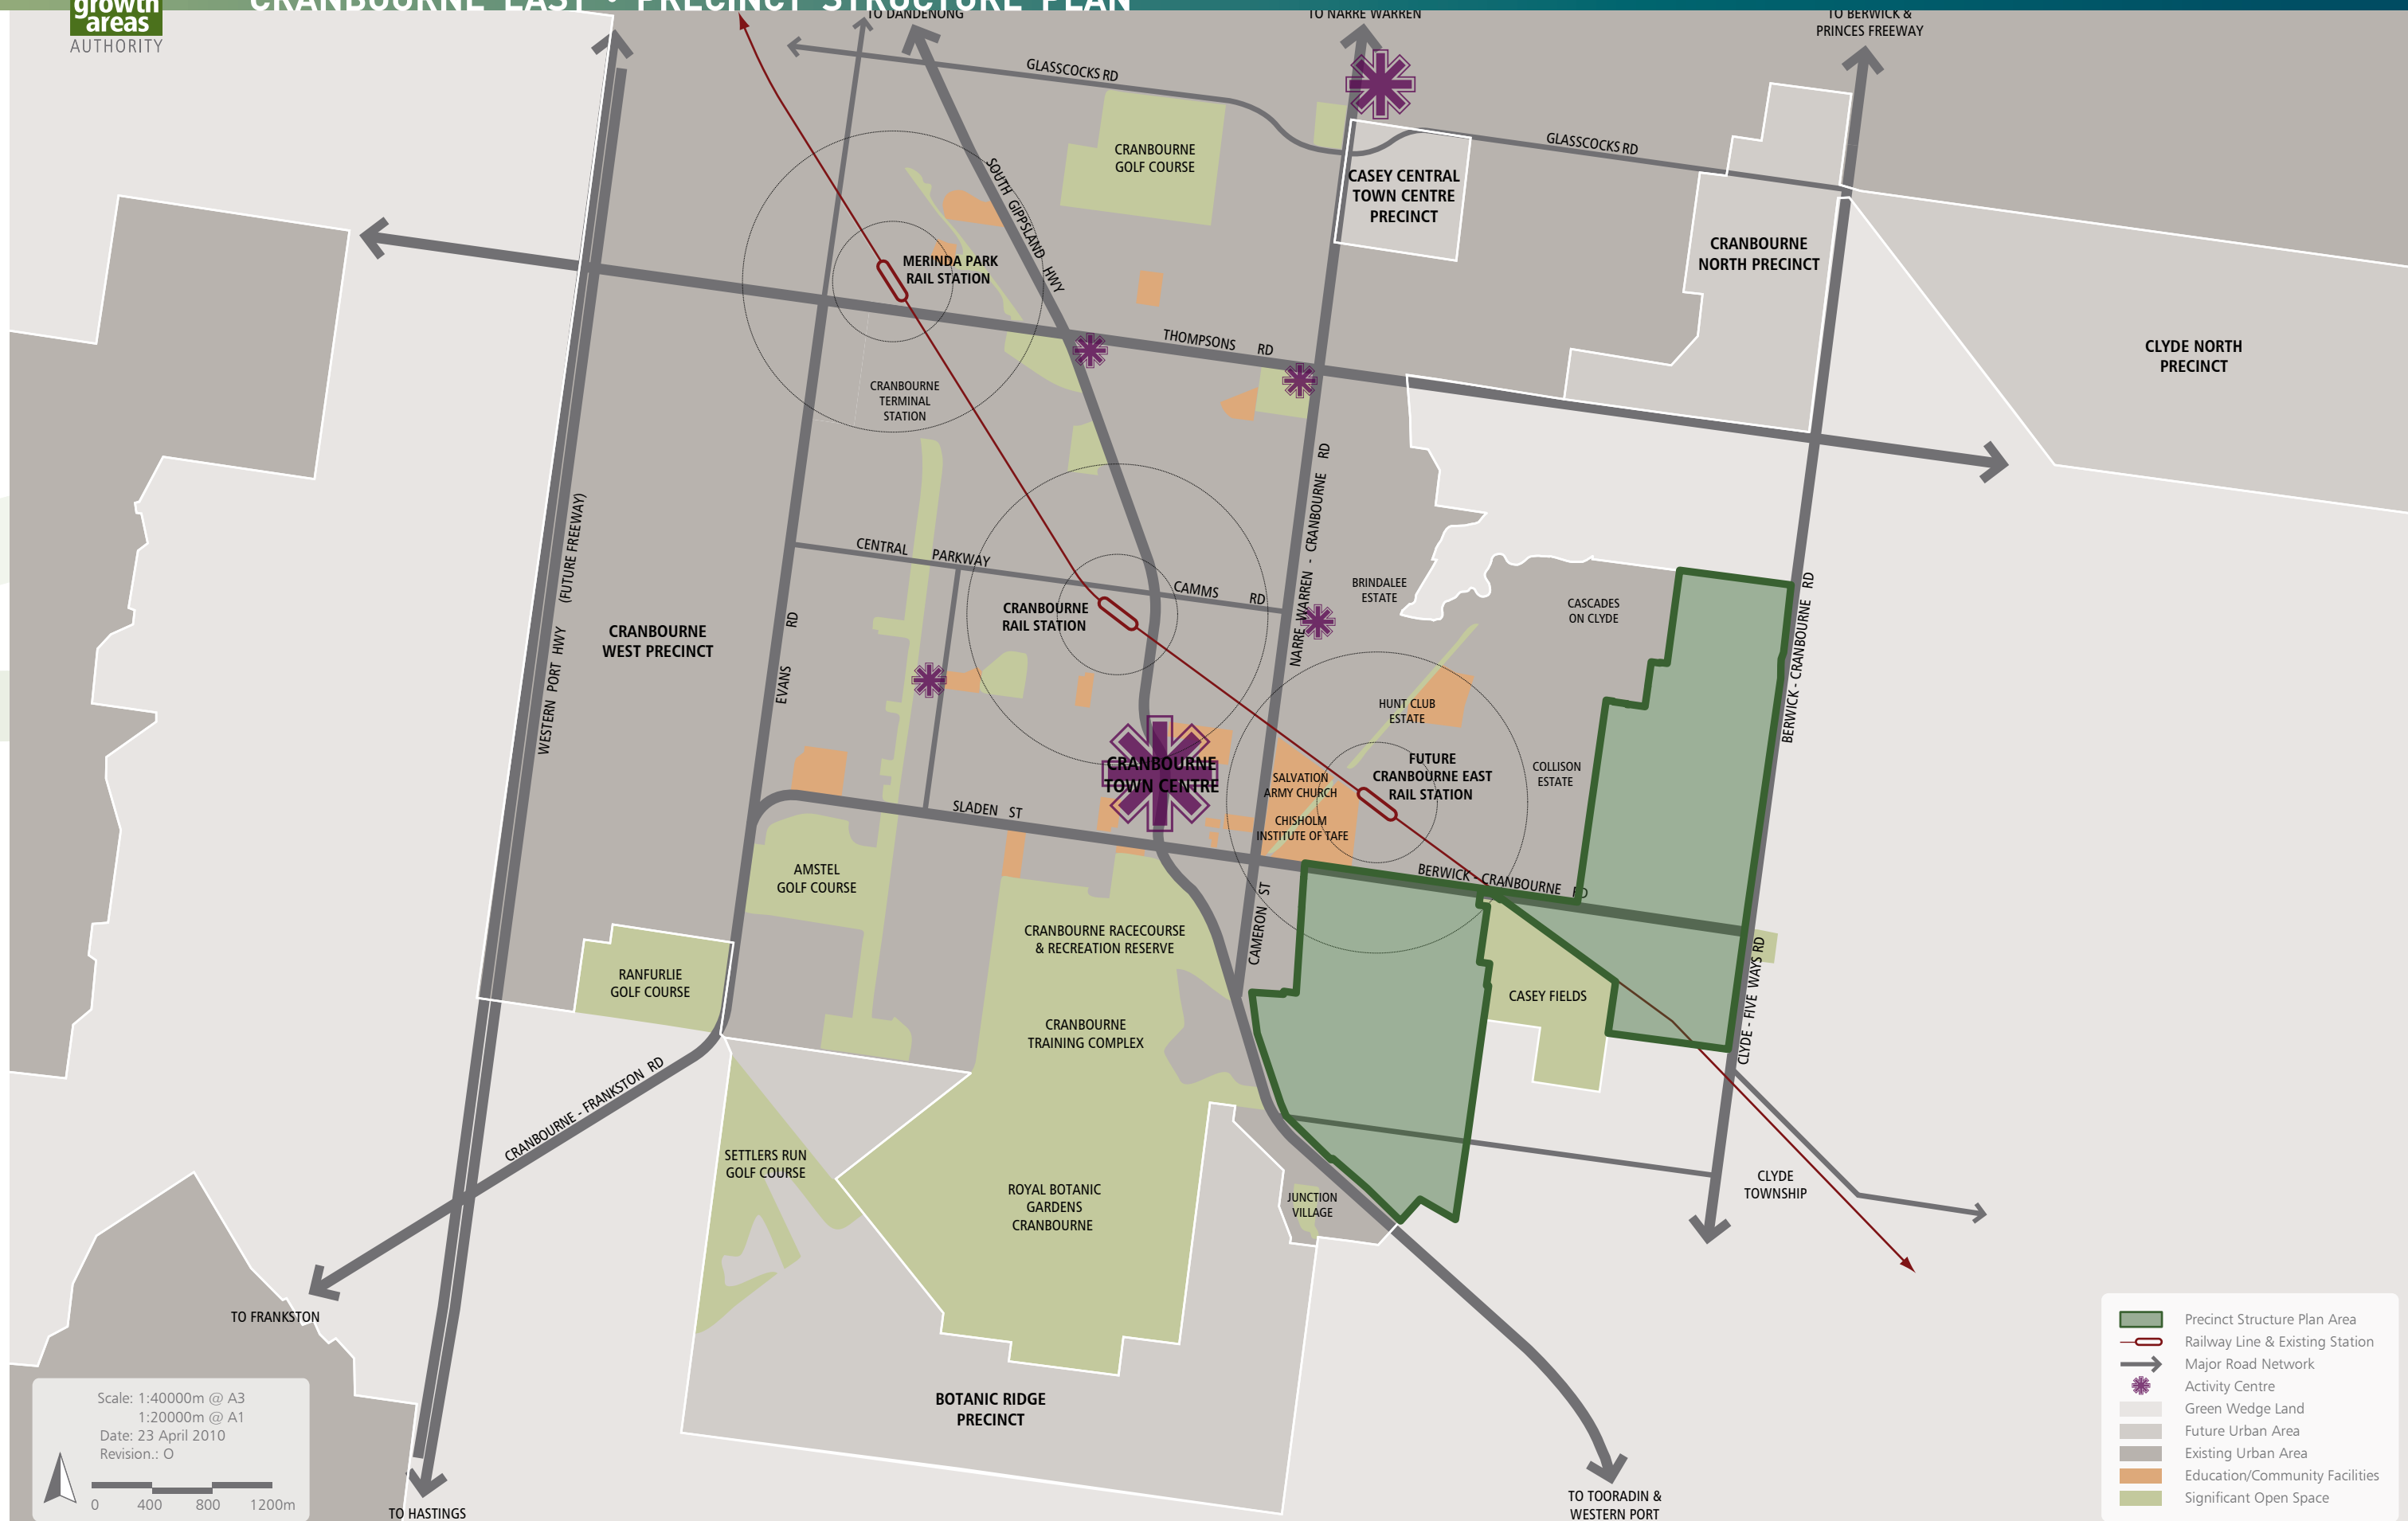 growth
areas
AUTHORITY
CRANBOURNE EAST • PRECINCT STRUCTURE PLAN
TO DANDENONG
TO NARRE WARREN
TO BERWICK &
PRINCES FREEWAY
GLASSCOCKS RD
CRANBOURNE
GOLF COURSE
GLASSCOCKS RD
CASEY CENTRAL
TOWN CENTRE
PRECINCT
SOUTH GIPPSLAND HWY
CRANBOURNE
NORTH PRECINCT
MERINDA PARK
RAIL STATION
THOMPSONS RD
CLYDE NORTH
PRECINCT
CRANBOURNE
TERMINAL
STATION
NARRE WARREN - CRANBOURNE RD
WESTERN PORT HWY (FUTURE FREEWAY)
CENTRAL PARKWAY
CAMMS RD
BRINDALEE
ESTATE
CASCADES
ON CLYDE
CRANBOURNE
RAIL STATION
CRANBOURNE
WEST PRECINCT
EVANS RD
BERWICK - CRANBOURNE RD
HUNT CLUB
ESTATE
CRANBOURNE
TOWN CENTRE
FUTURE
CRANBOURNE EAST
RAIL STATION
COLLISON
ESTATE
SALVATION
ARMY CHURCH
CHISHOLM
INSTITUTE OF TAFE
SLADEN ST
AMSTEL
GOLF COURSE
BERWICK - CRANBOURNE RD
CAMERON ST
CRANBOURNE RACECOURSE
& RECREATION RESERVE
RANFURLIE
GOLF COURSE
CASEY FIELDS
CLYDE - FIVE WAYS RD
CRANBOURNE
TRAINING COMPLEX
CRANBOURNE - FRANKSTON RD
SETTLERS RUN
GOLF COURSE
ROYAL BOTANIC
GARDENS
CRANBOURNE
JUNCTION
VILLAGE
CLYDE
TOWNSHIP
TO FRANKSTON
BOTANIC RIDGE
PRECINCT
TO HASTINGS
TO TOORADIN &
WESTERN PORT
Scale: 1:40000m @ A3
1:20000m @ A1
Date: 23 April 2010
Revision.: O
0 400 800 1200m
Precinct Structure Plan Area
Railway Line & Existing Station
Major Road Network
Activity Centre
Green Wedge Land
Future Urban Area
Existing Urban Area
Education/Community Facilities
Significant Open Space